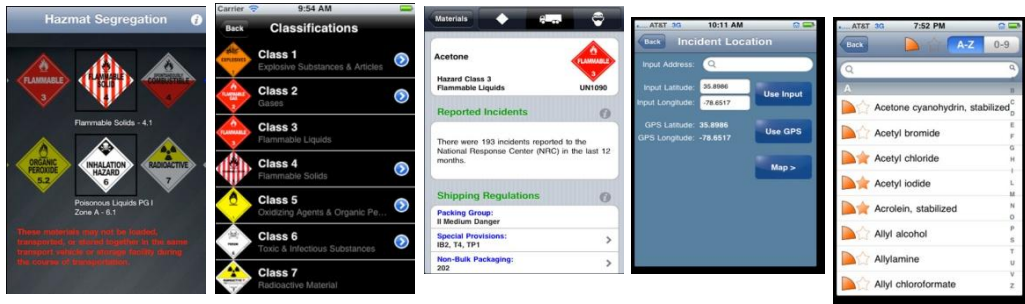 Hazmat Segregation
FLAMMABLE
3
FLAMMABLE
SOLID
4
SPONTANEOUSLY
COMBUSTIBLE
4
Flammable Solids - 4.1
ORGANIC
PEROXIDE
5.2
INHALATION
HAZARD
6
RADIOACTIVE
7
Poisonous Liquids PG I
Zone A - 6.1
These materials may not be loaded,
transported, or stored together in the same
transport vehicle or storage facility during
the course of transportation.
Carrier
9:54 AM
Back
Classifications
EXPLOSIVES
Class 1
Explosive Substances & Articles
FLAMMABLE
GAS
Class 2
Gases
FLAMMABLE
Class 3
Flammable Liquids
Class 4
Flammable Solids
Class 5
Oxidizing Agents & Organic Pe...
Class 6
Toxic & Infectious Substances
Class 7
Radioactive Material
Materials
Acetone
FLAMMABLE
3
Hazard Class 3
Flammable Liquids
UN1090
Reported Incidents
There were 193 incidents reported to the
National Response Center (NRC) in the last 12
months.
Shipping Regulations
Packing Group:
II Medium Danger
Special Provisions:
IB2, T4, TP1
Non-Bulk Packaging:
202
AT&T 3G
10:11 AM
Back
Incident Location
Input Address:
Input Latitude: 35.8986
Input Longitude: -78.6517
Use Input
GPS Latitude: 35.8986
GPS Longitude: -78.6517
Use GPS
Map >
AT&T 3G
7:52 PM
Back
A-Z
0-9
A
Acetone cyanohydrin, stabilized
Acetyl bromide
Acetyl chloride
Acetyl iodide
Acrolein, stabilized
Allyl alcohol
Allylamine
Allyl chloroformate
C
D
E
F
G
H
I
L
M
N
O
P
S
T
U
V
Z